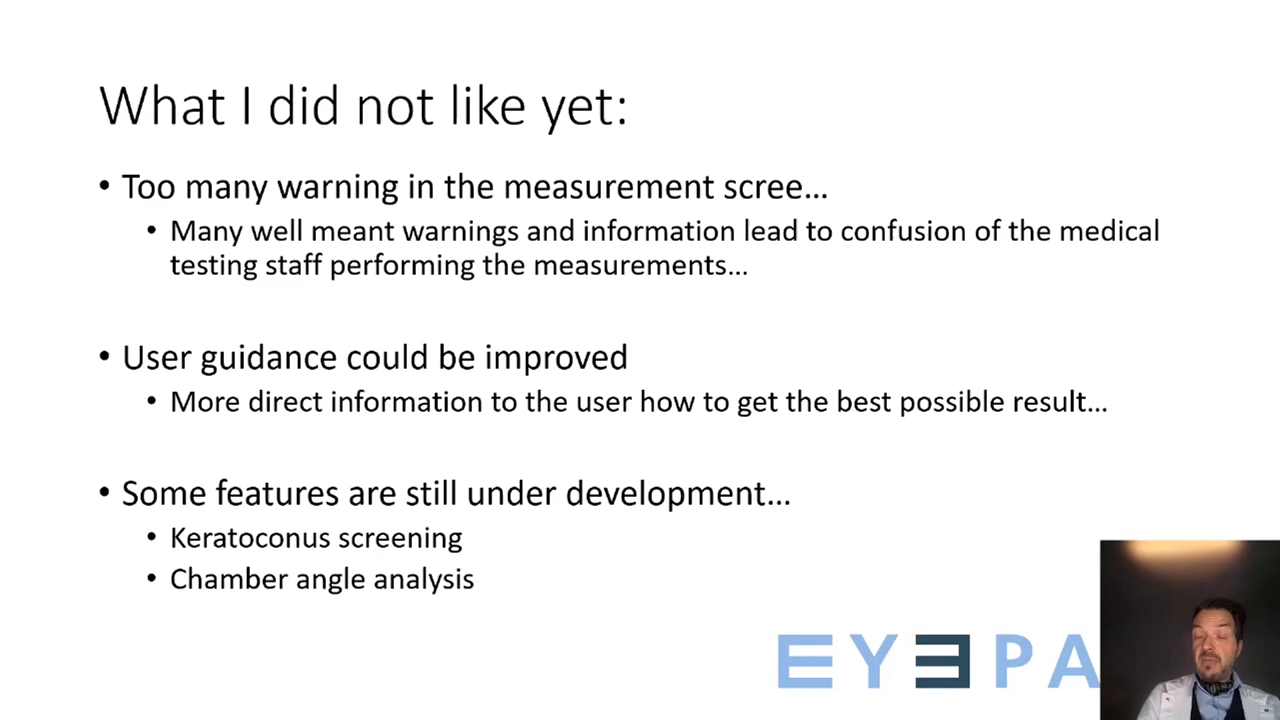 What I did not like yet:
• Too many warning in the measurement scree...
• Many well meant warnings and information lead to confusion of the medical
testing staff performing the measurements...
• User guidance could be improved
• More direct information to the user how to get the best possible result...
• Some features are still under development...
• Keratoconus screening
• Chamber angle analysis
EYEPA